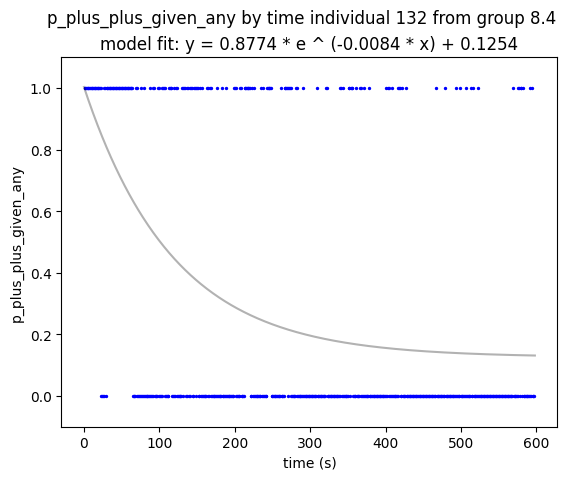 p_plus_plus_given_any by time individual 132 from group 8.4
model fit: y = 0.8774 * e ^ (-0.0084 * x) + 0.1254
1.0
0.8
0.6
0.4
0.2
0.0
p_plus_plus_given_any
0 100 200 300 400 500 600
time (s)